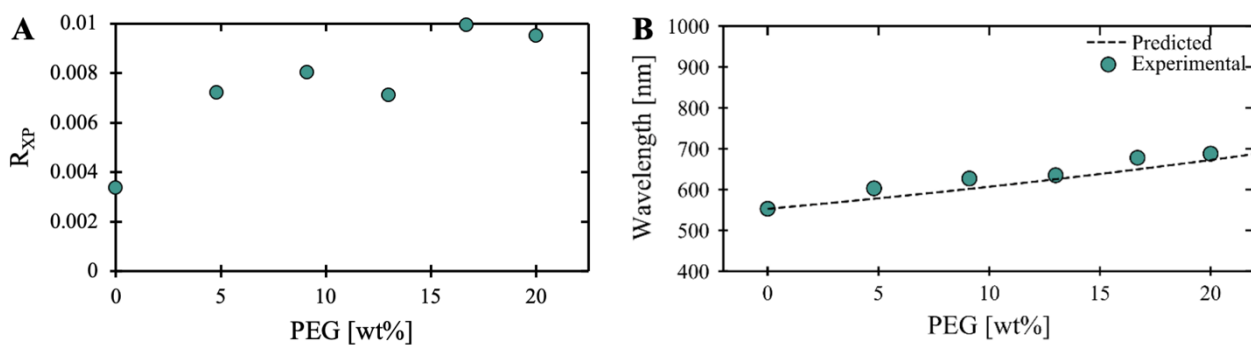 A
0.01
0.008
0.006
0.004
0.002
0
R_XP
0 5 10 15 20
PEG [wt%]
B
1000
900
800
700
600
500
400
Wavelength [nm]
Predicted
Experimental
0 5 10 15 20
PEG [wt%]